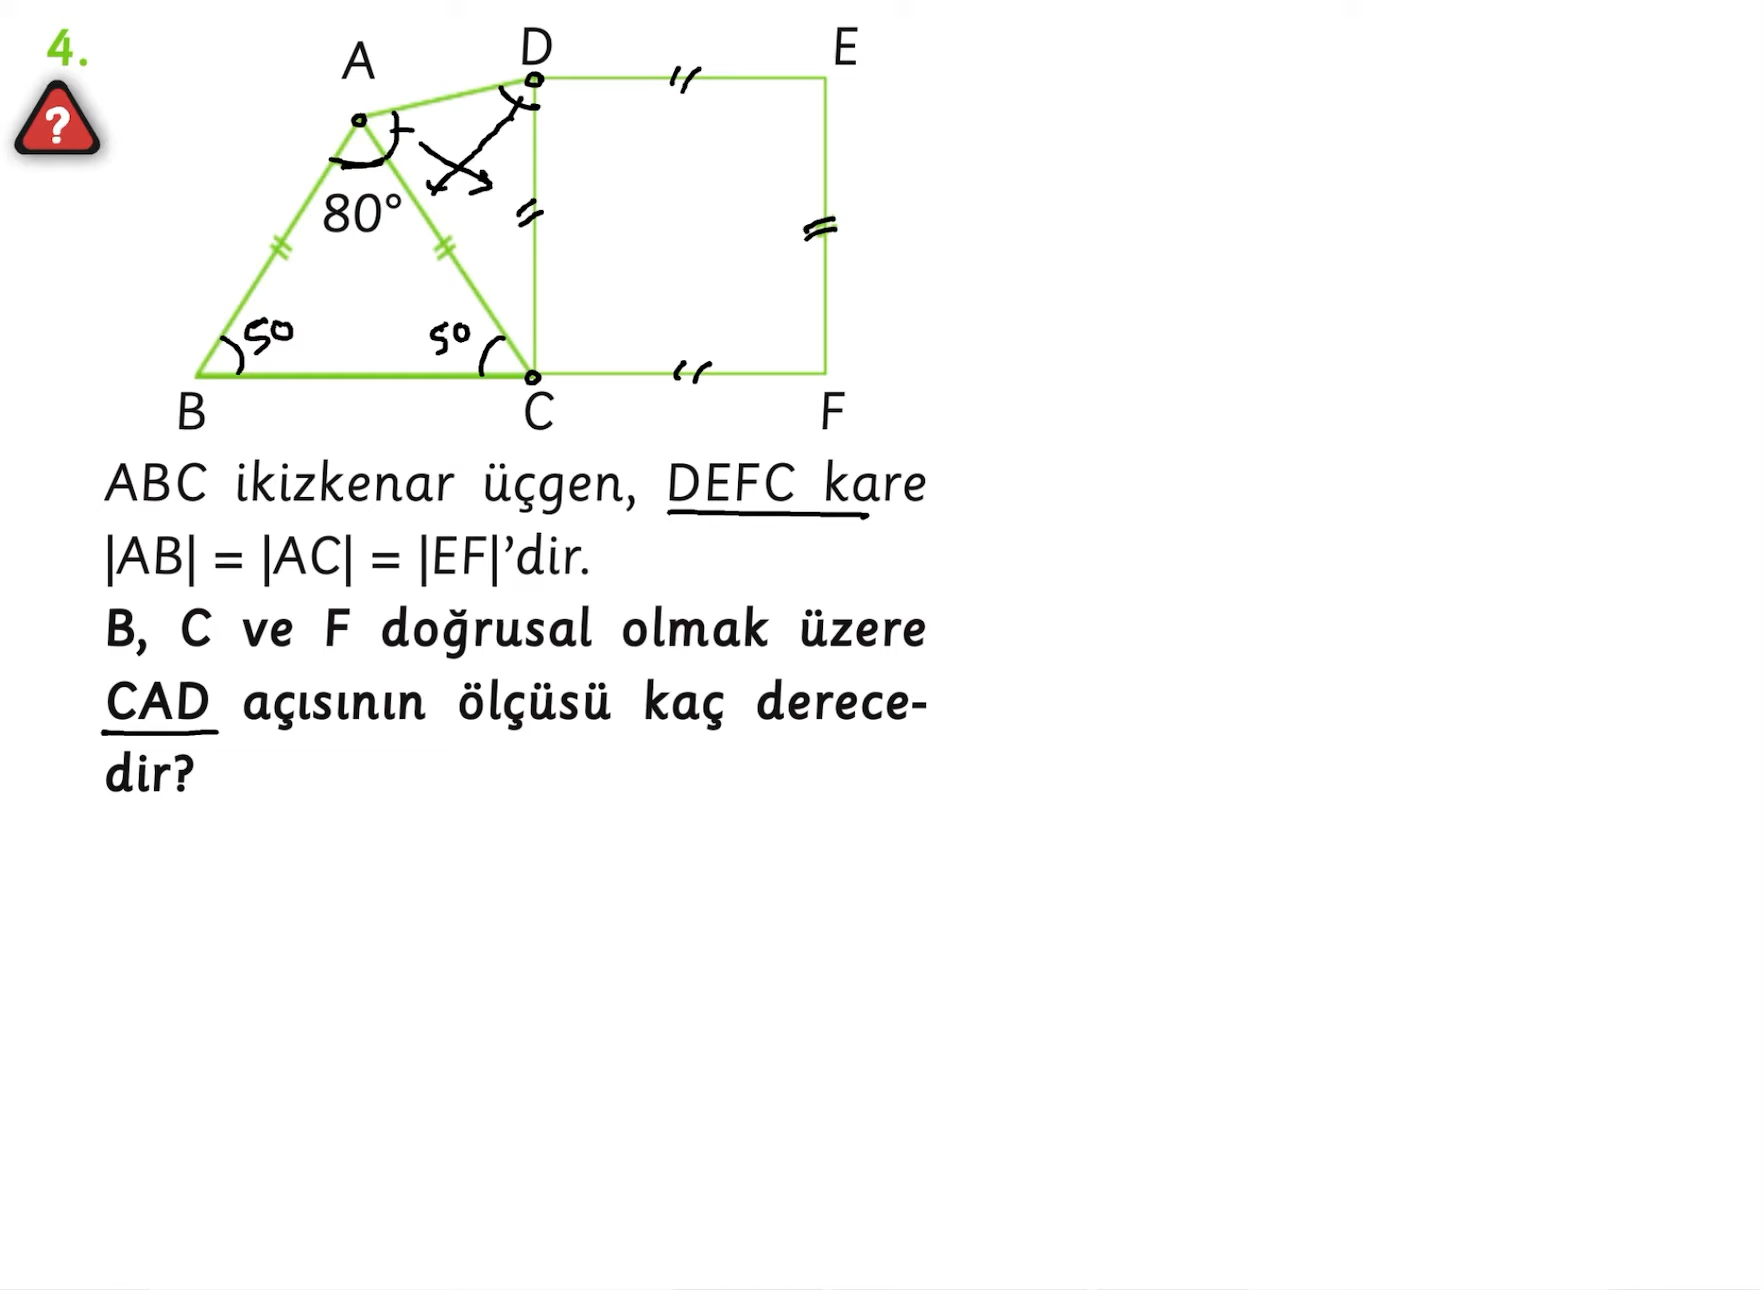 4.
A
D
E
?
80°
50
50
B
C
F
ABC ikizkenar üçgen, DEFC kare
|AB| = |AC| = |EF|’dir.
B, C ve F doğrusal olmak üzere
CAD açısının ölçüsü kaç derece-
dir?